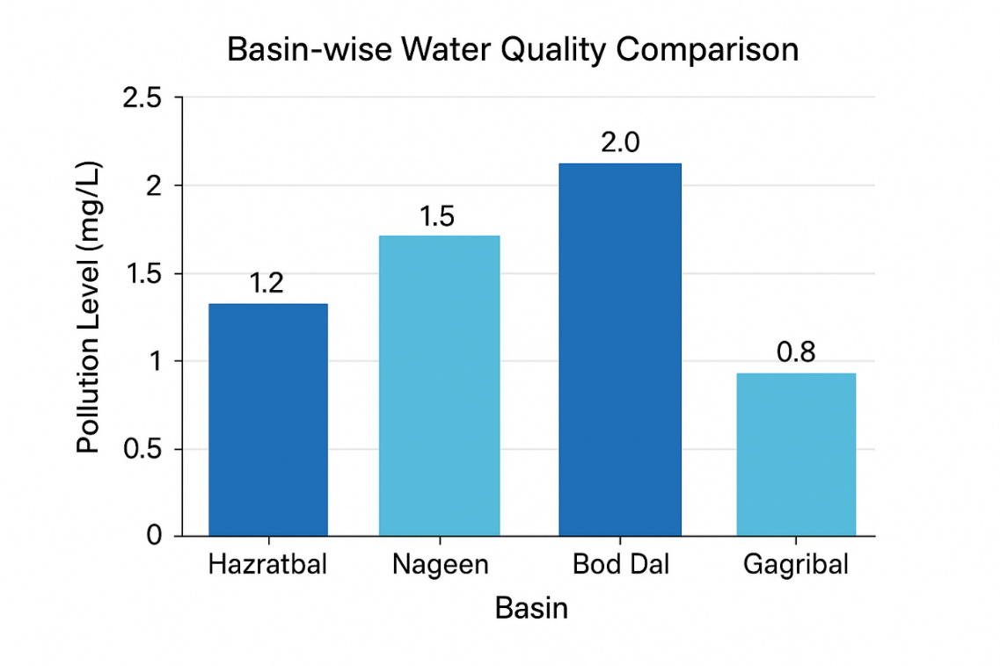 Basin-wise Water Quality Comparison
Pollution Level (mg/L)
2.5
2
1.5
1
0.5
0
1.2
1.5
2.0
0.8
Hazratbal
Nageen
Bod Dal
Gagribal
Basin